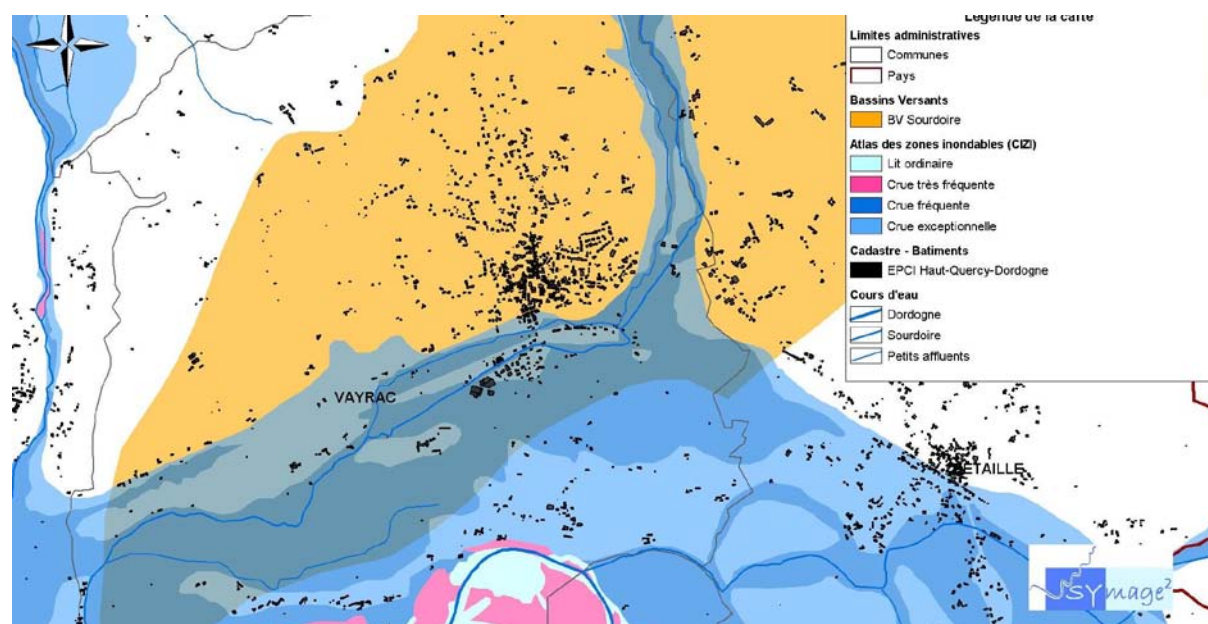 Légende de la carte
Limites administratives
Communes
Pays
Bassins Versants
BV Sourdoire
Atlas des zones inondables (CIZI)
Lit ordinaire
Crue très fréquente
Crue fréquente
Crue exceptionnelle
Cadastre - Batiments
EPCI Haut-Quercy-Dordogne
Cours d'eau
Dordogne
Sourdoire
Petits affluents
VAYRAC
BETAILLE
SYmage²